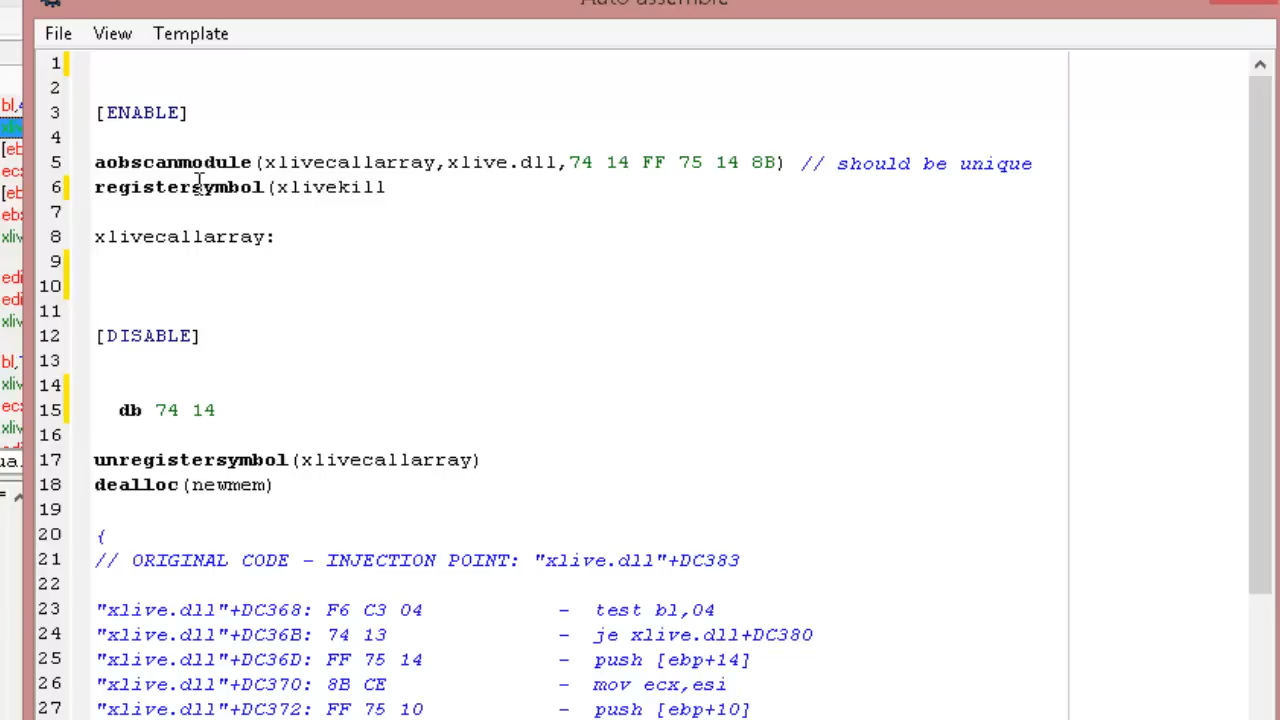 Auto assemble
File View Template
1
2
3 [ENABLE]
4
5 aobscanmodule(xlivecallarray,xlive.dll,74 14 FF 75 14 8B) // should be unique
6 registersymbol(xlivekill
7
8 xlivecallarray:
9
10
11
12 [DISABLE]
13
14
15 db 74 14
16
17 unregistersymbol(xlivecallarray)
18 dealloc(newmem)
19
20 {
21 // ORIGINAL CODE - INJECTION POINT: "xlive.dll"+DC383
22
23 "xlive.dll"+DC368: F6 C3 04 - test bl,04
24 "xlive.dll"+DC36B: 74 13 - je xlive.dll+DC380
25 "xlive.dll"+DC36D: FF 75 14 - push [ebp+14]
26 "xlive.dll"+DC370: 8B CE - mov ecx,esi
27 "xlive.dll"+DC372: FF 75 10 - push [ebp+10]